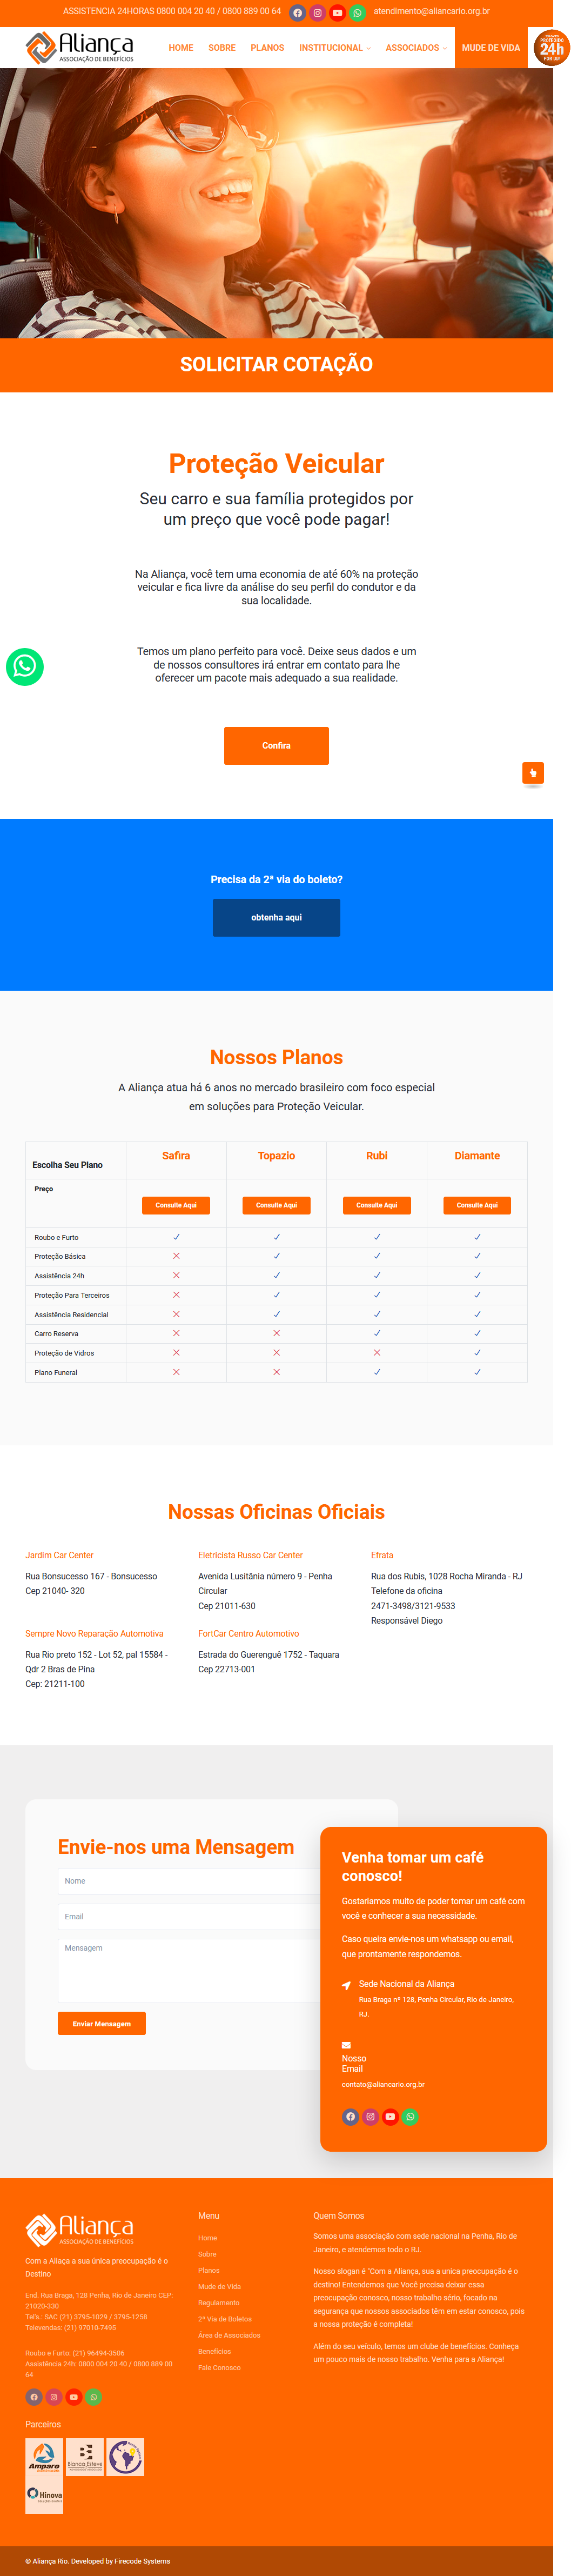 ASSISTENCIA 24HORAS 0800 004 20 40 / 0800 889 00 64
atendimento@aliancario.org.br
Aliança
ASSOCIAÇÃO DE BENEFÍCIOS
HOME
SOBRE
PLANOS
INSTITUCIONAL
ASSOCIADOS
MUDE DE VIDA
PROTEGIDO
24h
POR DIA
SOLICITAR COTAÇÃO
Proteção Veicular
Seu carro e sua família protegidos por
um preço que você pode pagar!
Na Aliança, você tem uma economia de até 60% na proteção
veicular e fica livre da análise do seu perfil do condutor e da
sua localidade.
Temos um plano perfeito para você. Deixe seus dados e um
de nossos consultores irá entrar em contato para lhe
oferecer um pacote mais adequado a sua realidade.
Confira
Precisa da 2ª via do boleto?
obtenha aqui
Nossos Planos
A Aliança atua há 6 anos no mercado brasileiro com foco especial
em soluções para Proteção Veicular.
Escolha Seu Plano
Safira
Topazio
Rubi
Diamante
Preço
Consulte Aqui
Consulte Aqui
Consulte Aqui
Consulte Aqui
Roubo e Furto
Proteção Básica
Assistência 24h
Proteção Para Terceiros
Assistência Residencial
Carro Reserva
Proteção de Vidros
Plano Funeral
Nossas Oficinas Oficiais
Jardim Car Center
Rua Bonsucesso 167 - Bonsucesso
Cep 21040- 320
Eletricista Russo Car Center
Avenida Lusitânia número 9 - Penha
Circular
Cep 21011-630
Efrata
Rua dos Rubis, 1028 Rocha Miranda - RJ
Telefone da oficina
2471-3498/3121-9533
Responsável Diego
Sempre Novo Reparação Automotiva
Rua Rio preto 152 - Lot 52, pal 15584 -
Qdr 2 Bras de Pina
Cep: 21211-100
FortCar Centro Automotivo
Estrada do Guerenguê 1752 - Taquara
Cep 22713-001
Envie-nos uma Mensagem
Nome
Email
Mensagem
Enviar Mensagem
Venha tomar um café
conosco!
Gostariamos muito de poder tomar um café com
você e conhecer a sua necessidade.
Caso queira envie-nos um whatsapp ou email,
que prontamente respondemos.
Sede Nacional da Aliança
Rua Braga nº 128, Penha Circular, Rio de Janeiro,
RJ.
Nosso
Email
contato@aliancario.org.br
Aliança
ASSOCIAÇÃO DE BENEFÍCIOS
Com a Aliaça a sua única preocupação é o
Destino
End. Rua Braga, 128 Penha, Rio de Janeiro CEP:
21020-330
Tel's.: SAC (21) 3795-1029 / 3795-1258
Televendas: (21) 97010-7495
Roubo e Furto: (21) 96494-3506
Assistência 24h: 0800 004 20 40 / 0800 889 00
64
Parceiros
Amparo
Bianca Esteve
Hinova
Menu
Home
Sobre
Planos
Mude de Vida
Regulamento
2ª Via de Boletos
Área de Associados
Benefícios
Fale Conosco
Quem Somos
Somos uma associação com sede nacional na Penha, Rio de
Janeiro, e atendemos todo o RJ.
Nosso slogan é "Com a Aliança, sua a unica preocupação é o
destino! Entendemos que Você precisa deixar essa
preocupação conosco, nosso trabalho sério, focado na
segurança que nossos associados têm em estar conosco, pois
a nossa proteção é completa!
Além do seu veículo, temos um clube de benefícios. Conheça
um pouco mais de nosso trabalho. Venha para a Aliança!
© Aliança Rio. Developed by Firecode Systems